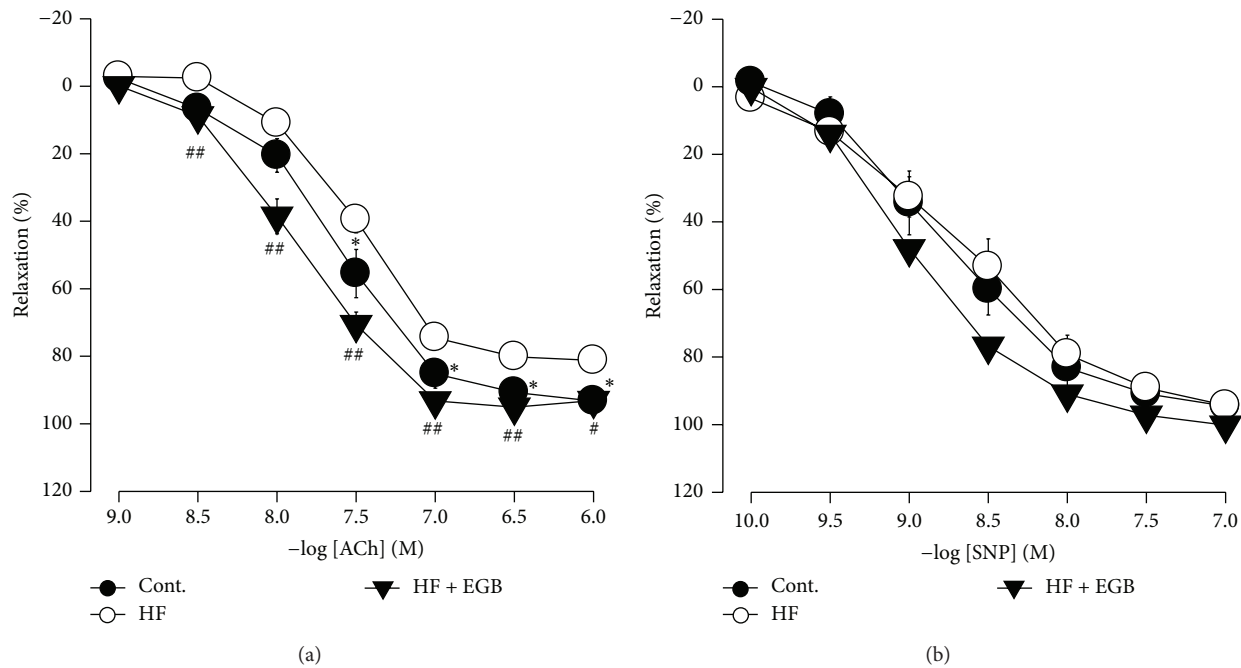 −20
0
20
40
60
80
100
120
Relaxation (%)
##
##
*
##
*
##
*
##
*
#
9.0 8.5 8.0 7.5 7.0 6.5 6.0
−log [ACh] (M)
Cont.
HF
HF + EGB
(a)
−20
0
20
40
60
80
100
120
Relaxation (%)
10.0 9.5 9.0 8.5 8.0 7.5 7.0
−log [SNP] (M)
Cont.
HF
HF + EGB
(b)